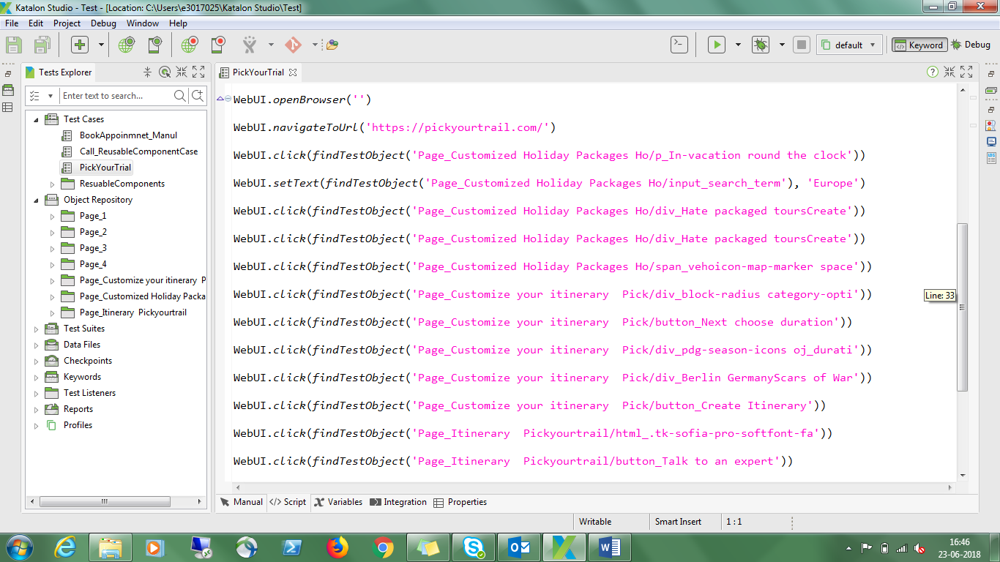 Katalon Studio - Test - [Location: C:\Users\e3017025\Katalon Studio\Test]
File Edit Project Debug Window Help
default
Keyword
Debug
Tests Explorer
Enter text to search...
Test Cases
BookAppoinmnet_Manul
Call_ReusableComponentCase
PickYourTrial
ResuableComponents
Object Repository
Page_1
Page_2
Page_3
Page_4
Page_Customize your itinerary P
Page_Customized Holiday Packa
Page_Itinerary Pickyourtrail
Test Suites
Data Files
Checkpoints
Keywords
Test Listeners
Reports
Profiles
PickYourTrial
WebUI.openBrowser('')
WebUI.navigateToUrl('https://pickyourtrail.com/')
WebUI.click(findTestObject('Page_Customized Holiday Packages Ho/p_In-vacation round the clock'))
WebUI.setText(findTestObject('Page_Customized Holiday Packages Ho/input_search_term'), 'Europe')
WebUI.click(findTestObject('Page_Customized Holiday Packages Ho/div_Hate packaged toursCreate'))
WebUI.click(findTestObject('Page_Customized Holiday Packages Ho/div_Hate packaged toursCreate'))
WebUI.click(findTestObject('Page_Customized Holiday Packages Ho/span_vehoicon-map-marker space'))
WebUI.click(findTestObject('Page_Customize your itinerary  Pick/div_block-radius category-opti'))
WebUI.click(findTestObject('Page_Customize your itinerary  Pick/button_Next choose duration'))
WebUI.click(findTestObject('Page_Customize your itinerary  Pick/div_pdg-season-icons oj_durati'))
WebUI.click(findTestObject('Page_Customize your itinerary  Pick/div_Berlin GermanyScars of War'))
WebUI.click(findTestObject('Page_Customize your itinerary  Pick/button_Create Itinerary'))
WebUI.click(findTestObject('Page_Itinerary  Pickyourtrail/html_.tk-sofia-pro-softfont-fa'))
WebUI.click(findTestObject('Page_Itinerary  Pickyourtrail/button_Talk to an expert'))
Line: 33
Manual
Script
Variables
Integration
Properties
Writable
Smart Insert
1 : 1
16:46
23-06-2018